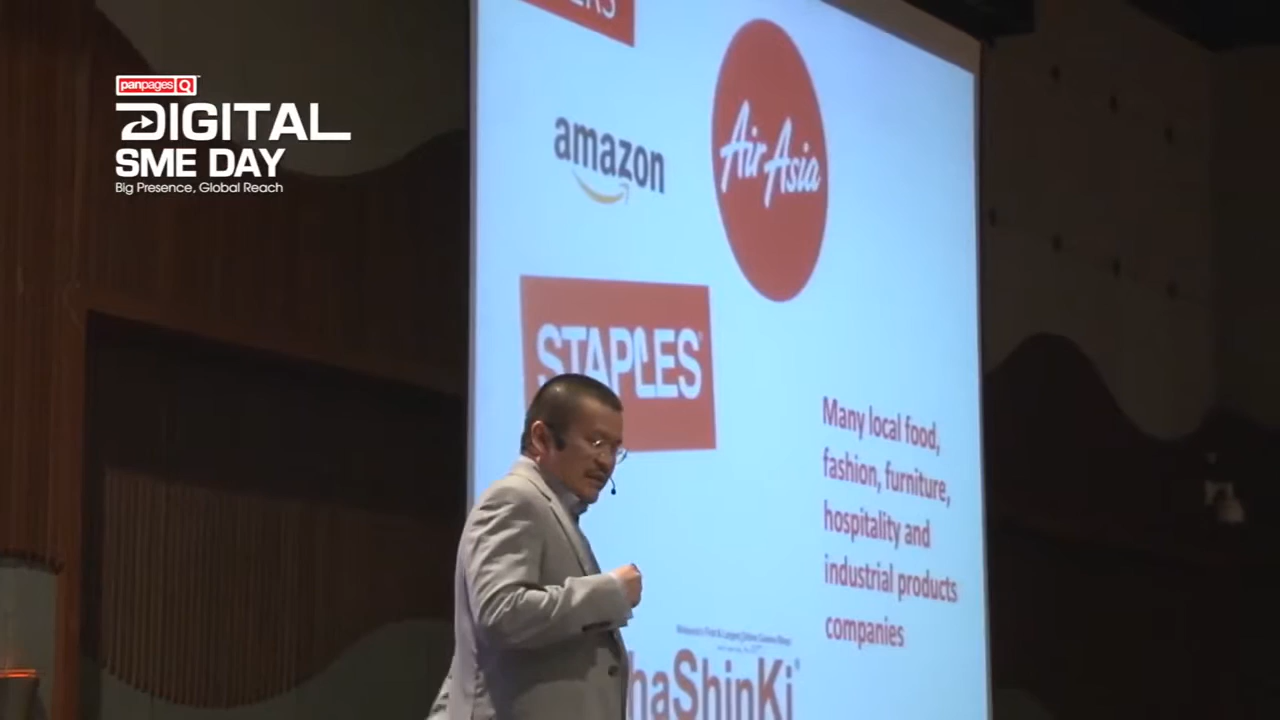 panpages
DIGITAL
SME DAY
Big Presence, Global Reach
ERS
amazon
AirAsia
STAPLES
Many local food,
fashion, furniture,
hospitality and
industrial products
companies
haShinKi